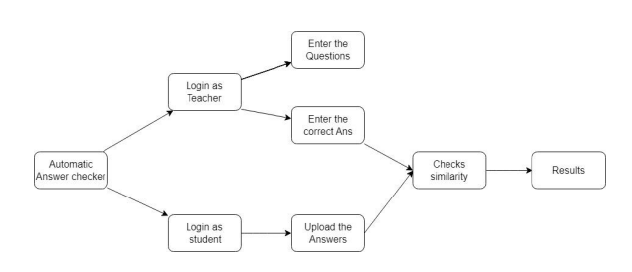 Enter the
Questions
Login as
Teacher
Enter the
correct Ans
Automatic
Answer checker
Checks
similarity
Results
Login as
student
Upload the
Answers